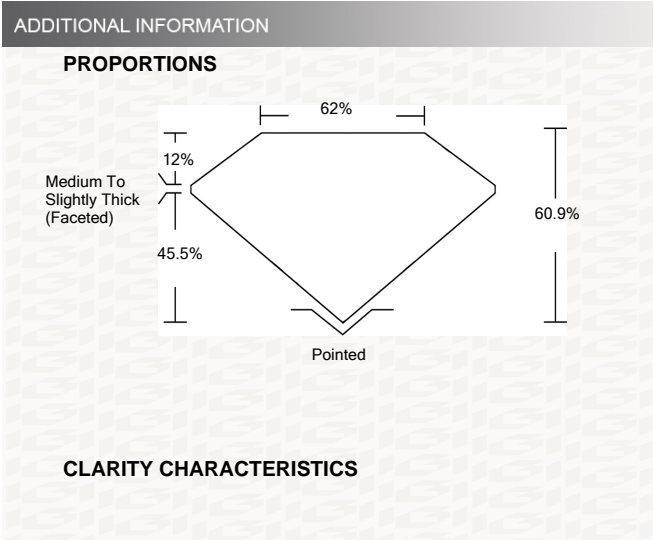 ADDITIONAL INFORMATION
PROPORTIONS
62%
12%
Medium To
Slightly Thick
(Faceted)
60.9%
45.5%
Pointed
CLARITY CHARACTERISTICS